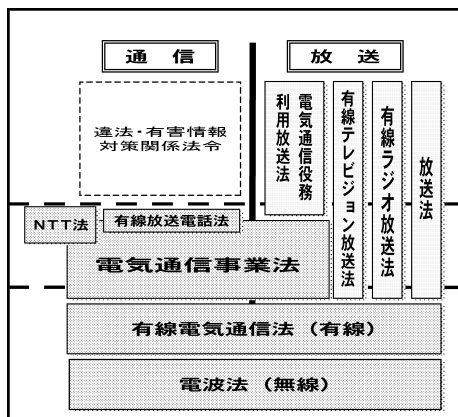 通信
放送
違法・有害情報
対策関係法令
電気通信役務
利用放送法
有線テレビジョン放送法
有線ラジオ放送法
放送法
NTT法
有線放送電話法
電気通信事業法
有線電気通信法(有線)
電波法(無線)